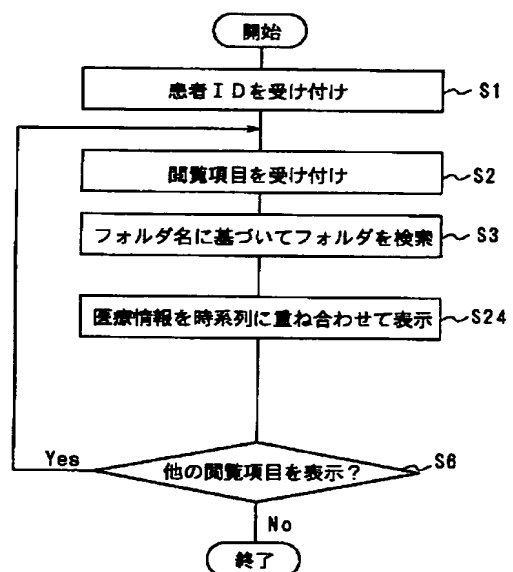 開始
患者IDを受け付け S1
閲覧項目を受け付け S2
フォルダ名に基づいてフォルダを検索 S3
医療情報を時系列に重ね合わせて表示 S24
Yes 他の閲覧項目を表示? S6
No
終了